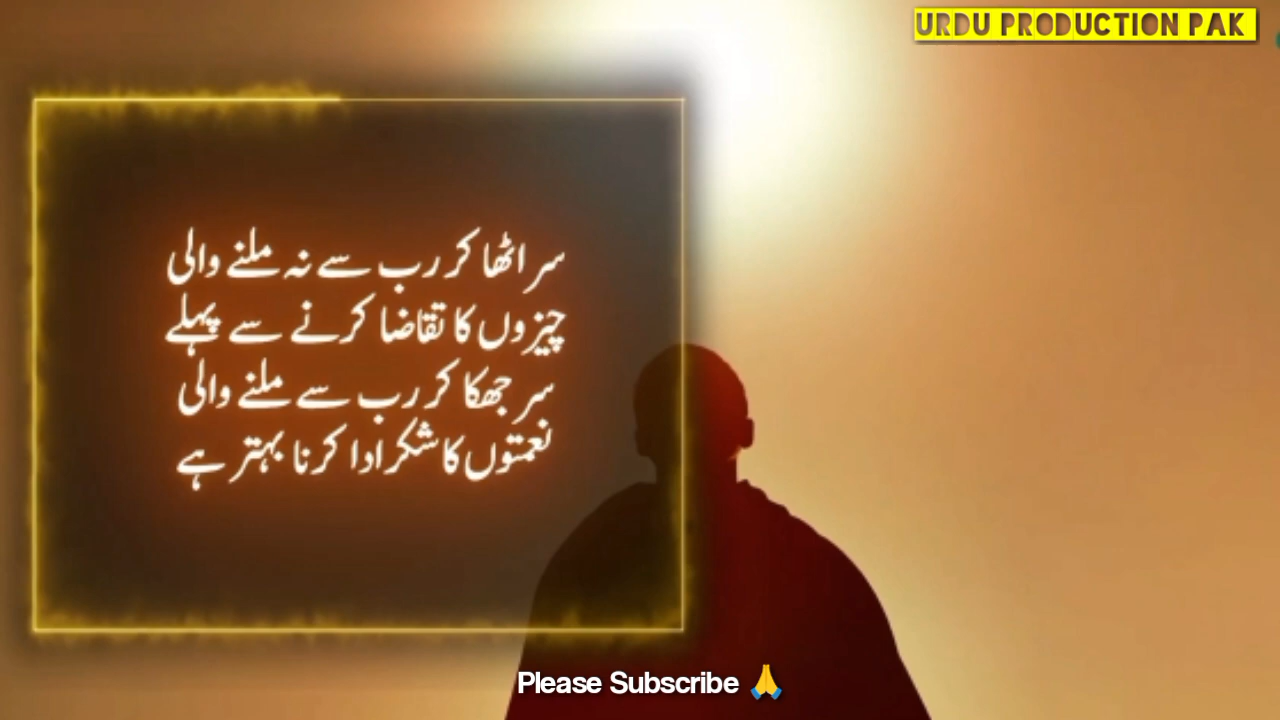 URDU PRODUCTION PAK
سر اٹھا کر رب سے نہ ملنے والی
چیزوں کا تقاضا کرنے سے پہلے
سر جھکا کر رب سے ملنے والی
نعمتوں کا شکر ادا کرنا بہتر ہے
Please Subscribe 🙏